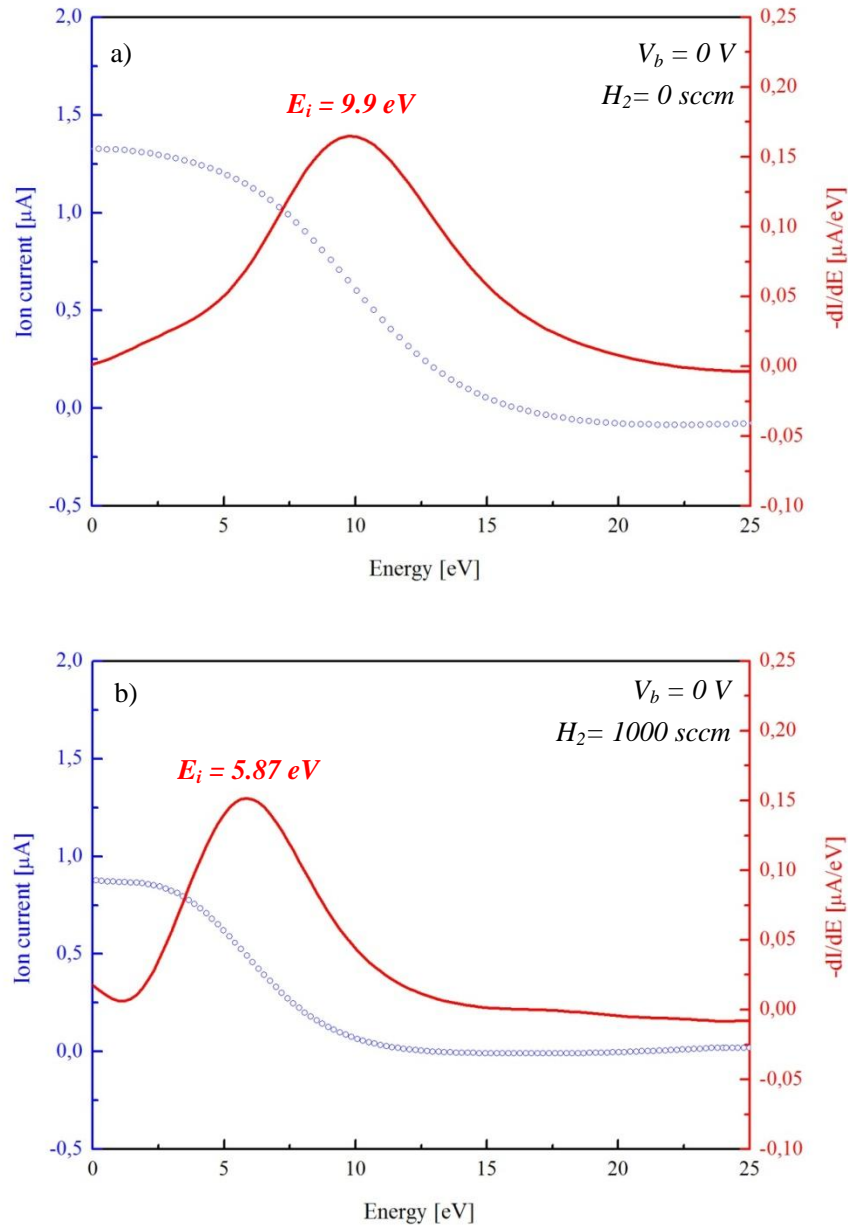 a)
V_b = 0 V
H_2= 0 sccm
E_i = 9.9 eV
Ion current [μA]
2,0
1,5
1,0
0,5
0,0
-0,5
-dI/dE [μA/eV]
0,25
0,20
0,15
0,10
0,05
0,00
-0,05
-0,10
0 5 10 15 20 25
Energy [eV]
b)
V_b = 0 V
H_2= 1000 sccm
E_i = 5.87 eV
Ion current [μA]
2,0
1,5
1,0
0,5
0,0
-0,5
-dI/dE [μA/eV]
0,25
0,20
0,15
0,10
0,05
0,00
-0,05
-0,10
0 5 10 15 20 25
Energy [eV]